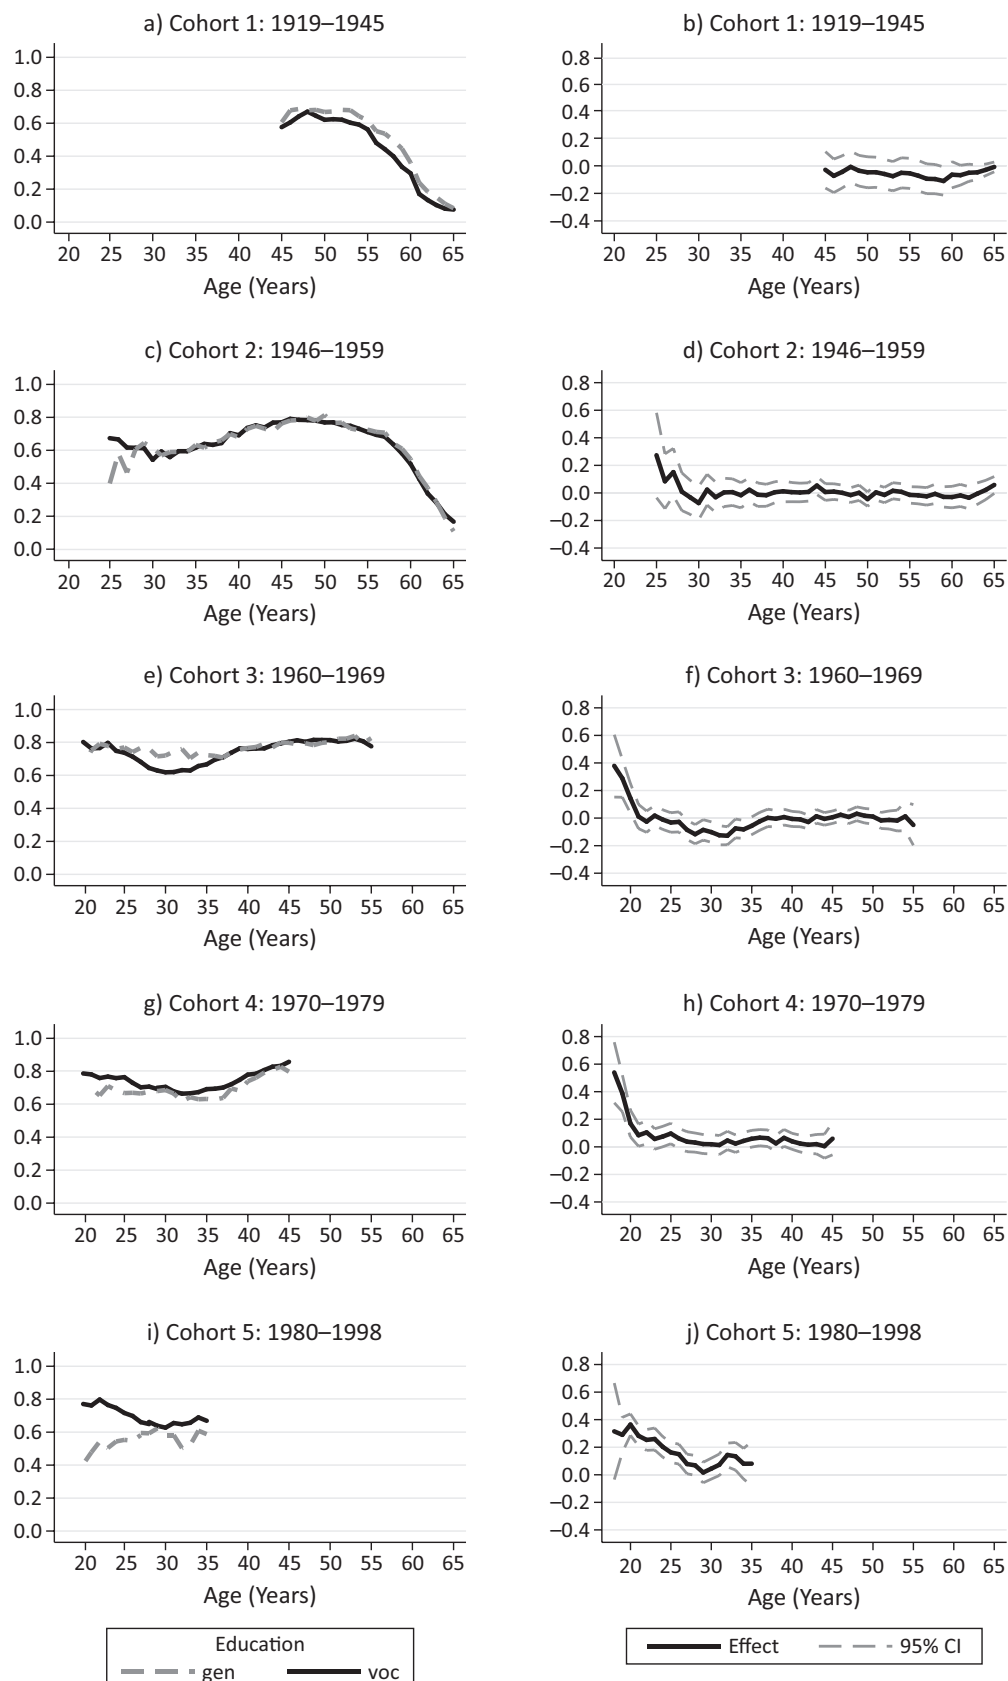 a) Cohort 1: 1919–1945
1.0
0.8
0.6
0.4
0.2
0.0
20 25 30 35 40 45 50 55 60 65
Age (Years)
b) Cohort 1: 1919–1945
0.8
0.6
0.4
0.2
0.0
−0.2
−0.4
20 25 30 35 40 45 50 55 60 65
Age (Years)
c) Cohort 2: 1946–1959
1.0
0.8
0.6
0.4
0.2
0.0
20 25 30 35 40 45 50 55 60 65
Age (Years)
d) Cohort 2: 1946–1959
0.8
0.6
0.4
0.2
0.0
−0.2
−0.4
20 25 30 35 40 45 50 55 60 65
Age (Years)
e) Cohort 3: 1960–1969
1.0
0.8
0.6
0.4
0.2
0.0
20 25 30 35 40 45 50 55 60 65
Age (Years)
f) Cohort 3: 1960–1969
0.8
0.6
0.4
0.2
0.0
−0.2
−0.4
20 25 30 35 40 45 50 55 60 65
Age (Years)
g) Cohort 4: 1970–1979
1.0
0.8
0.6
0.4
0.2
0.0
20 25 30 35 40 45 50 55 60 65
Age (Years)
h) Cohort 4: 1970–1979
0.8
0.6
0.4
0.2
0.0
−0.2
−0.4
20 25 30 35 40 45 50 55 60 65
Age (Years)
i) Cohort 5: 1980–1998
1.0
0.8
0.6
0.4
0.2
0.0
20 25 30 35 40 45 50 55 60 65
Age (Years)
j) Cohort 5: 1980–1998
0.8
0.6
0.4
0.2
0.0
−0.2
−0.4
20 25 30 35 40 45 50 55 60 65
Age (Years)
Education
gen voc
Effect 95% CI